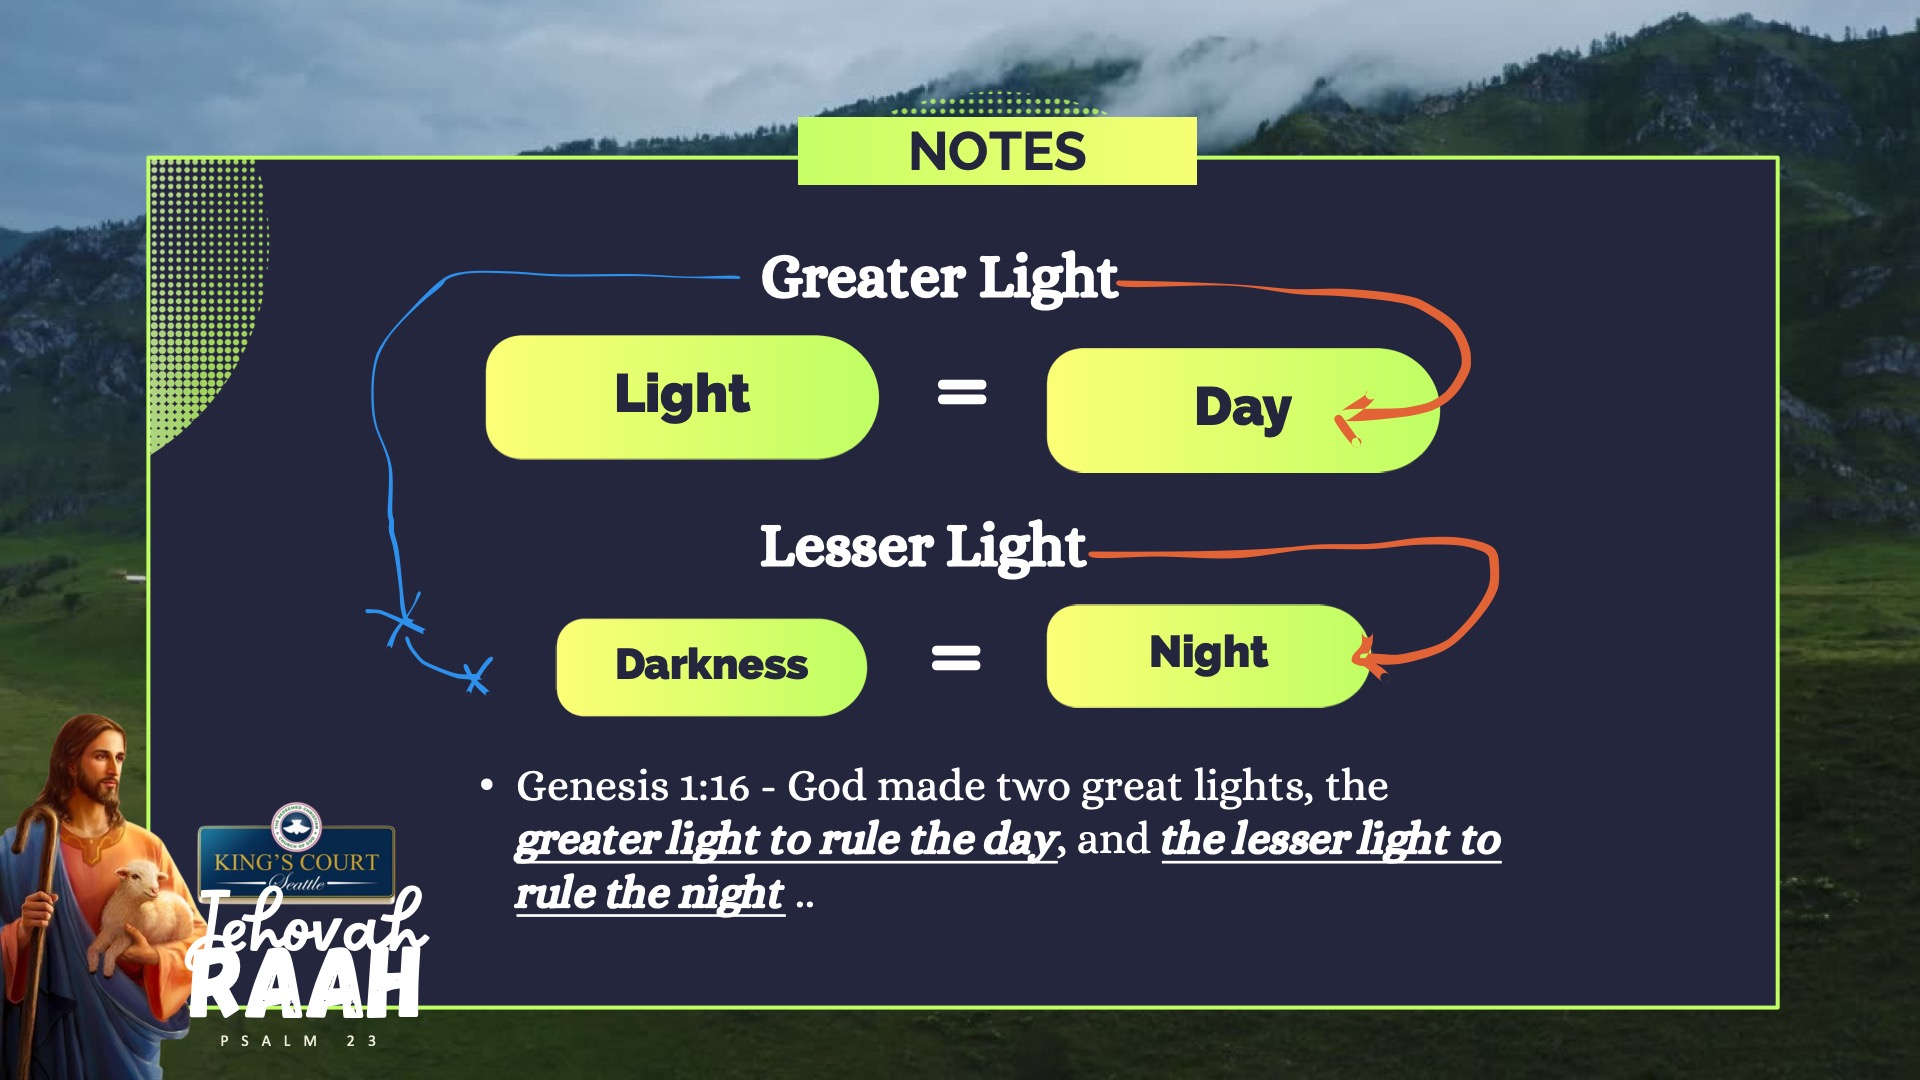 NOTES
Greater Light
Light = Day
Lesser Light
Darkness = Night
• Genesis 1:16 - God made two great lights, the
greater light to rule the day, and the lesser light to
rule the night ..
KING'S COURT
Seattle
Jehovah
RAAH
PSALM 23